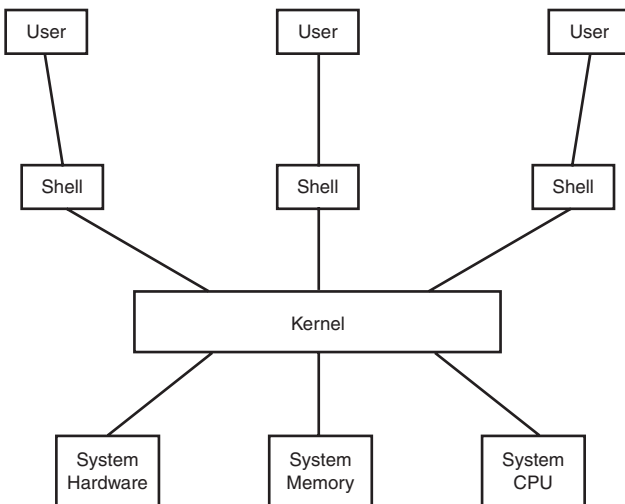 User
User
User
Shell
Shell
Shell
Kernel
System
Hardware
System
Memory
System
CPU